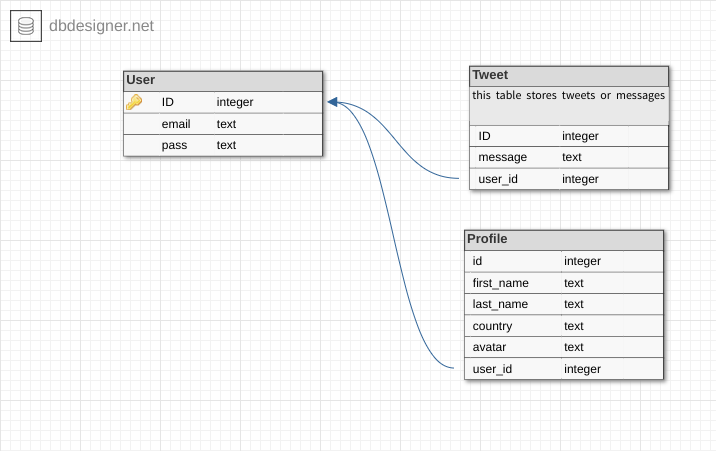 dbdesigner.net
User
ID integer
email text
pass text
Tweet
this table stores tweets or messages
ID integer
message text
user_id integer
Profile
id integer
first_name text
last_name text
country text
avatar text
user_id integer